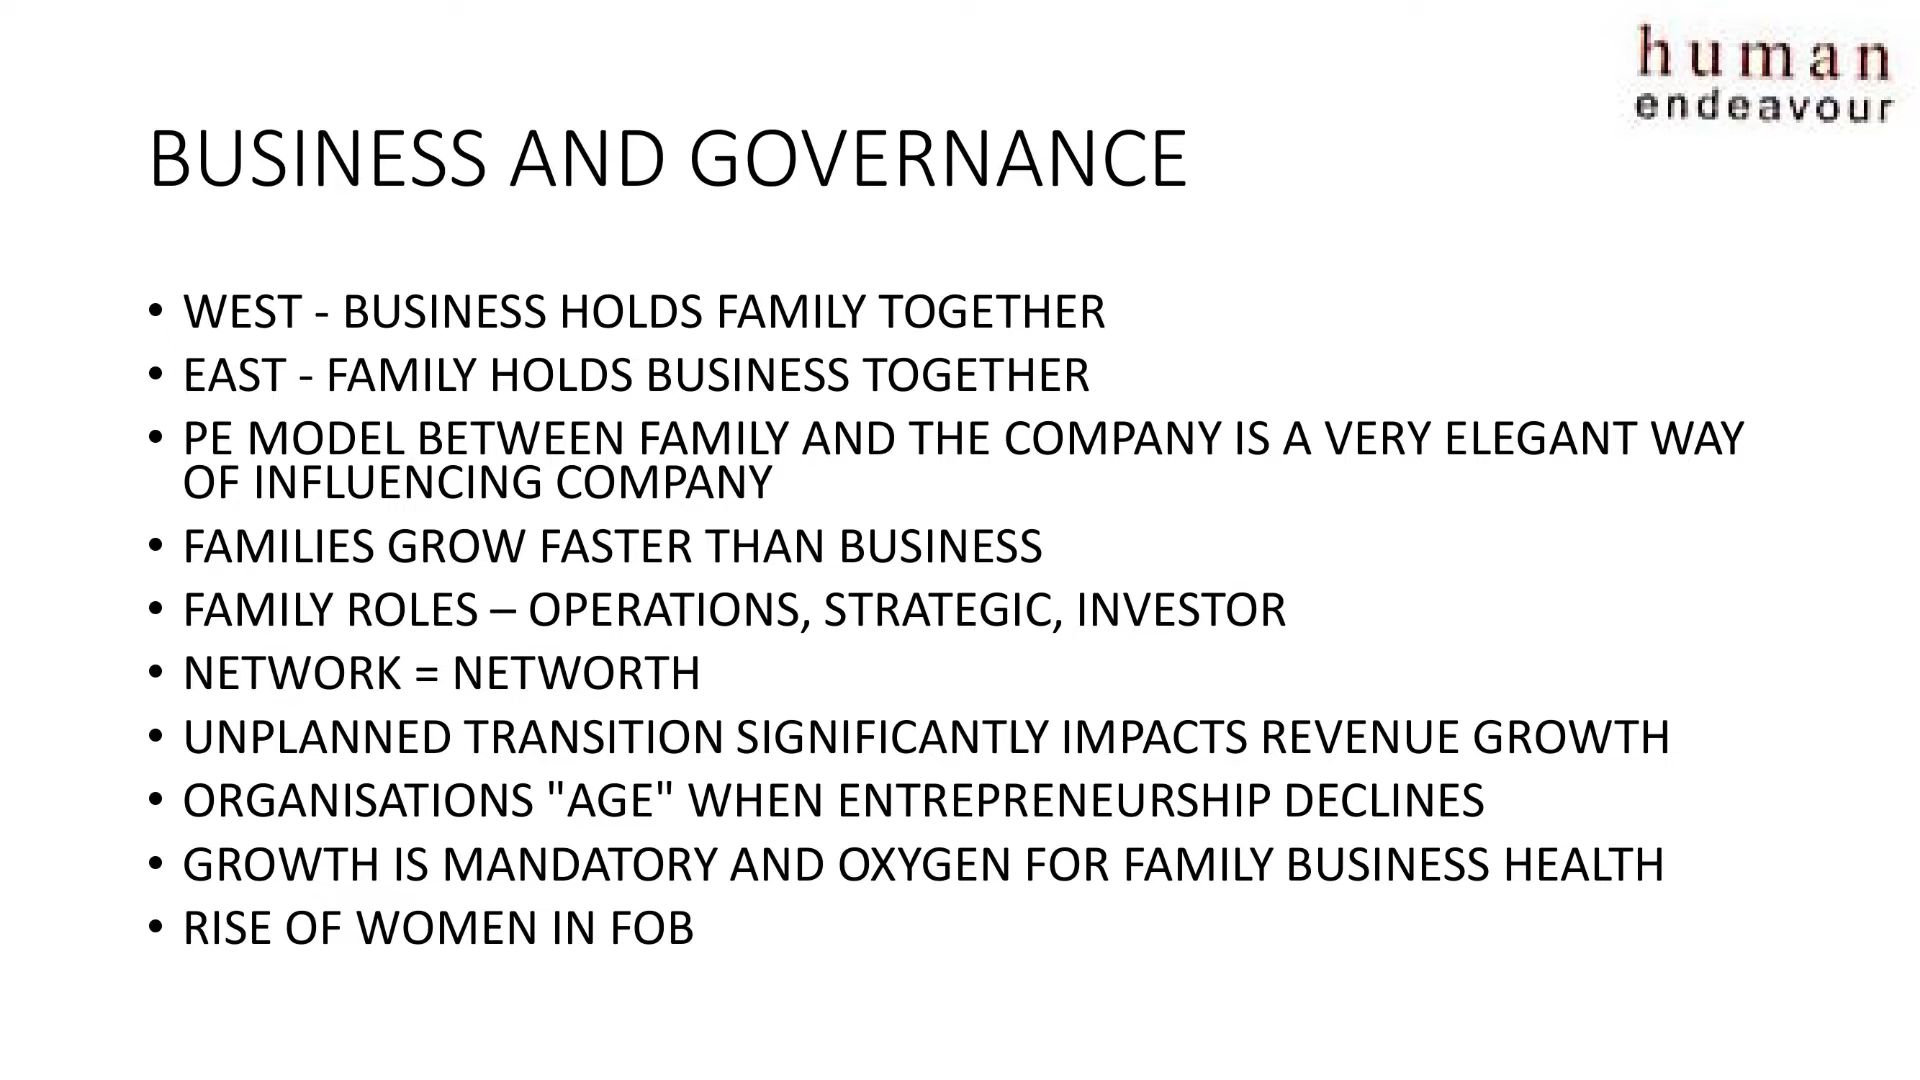 human
endeavour
BUSINESS AND GOVERNANCE
• WEST - BUSINESS HOLDS FAMILY TOGETHER
• EAST - FAMILY HOLDS BUSINESS TOGETHER
• PE MODEL BETWEEN FAMILY AND THE COMPANY IS A VERY ELEGANT WAY
OF INFLUENCING COMPANY
• FAMILIES GROW FASTER THAN BUSINESS
• FAMILY ROLES – OPERATIONS, STRATEGIC, INVESTOR
• NETWORK = NETWORTH
• UNPLANNED TRANSITION SIGNIFICANTLY IMPACTS REVENUE GROWTH
• ORGANISATIONS "AGE" WHEN ENTREPRENEURSHIP DECLINES
• GROWTH IS MANDATORY AND OXYGEN FOR FAMILY BUSINESS HEALTH
• RISE OF WOMEN IN FOB